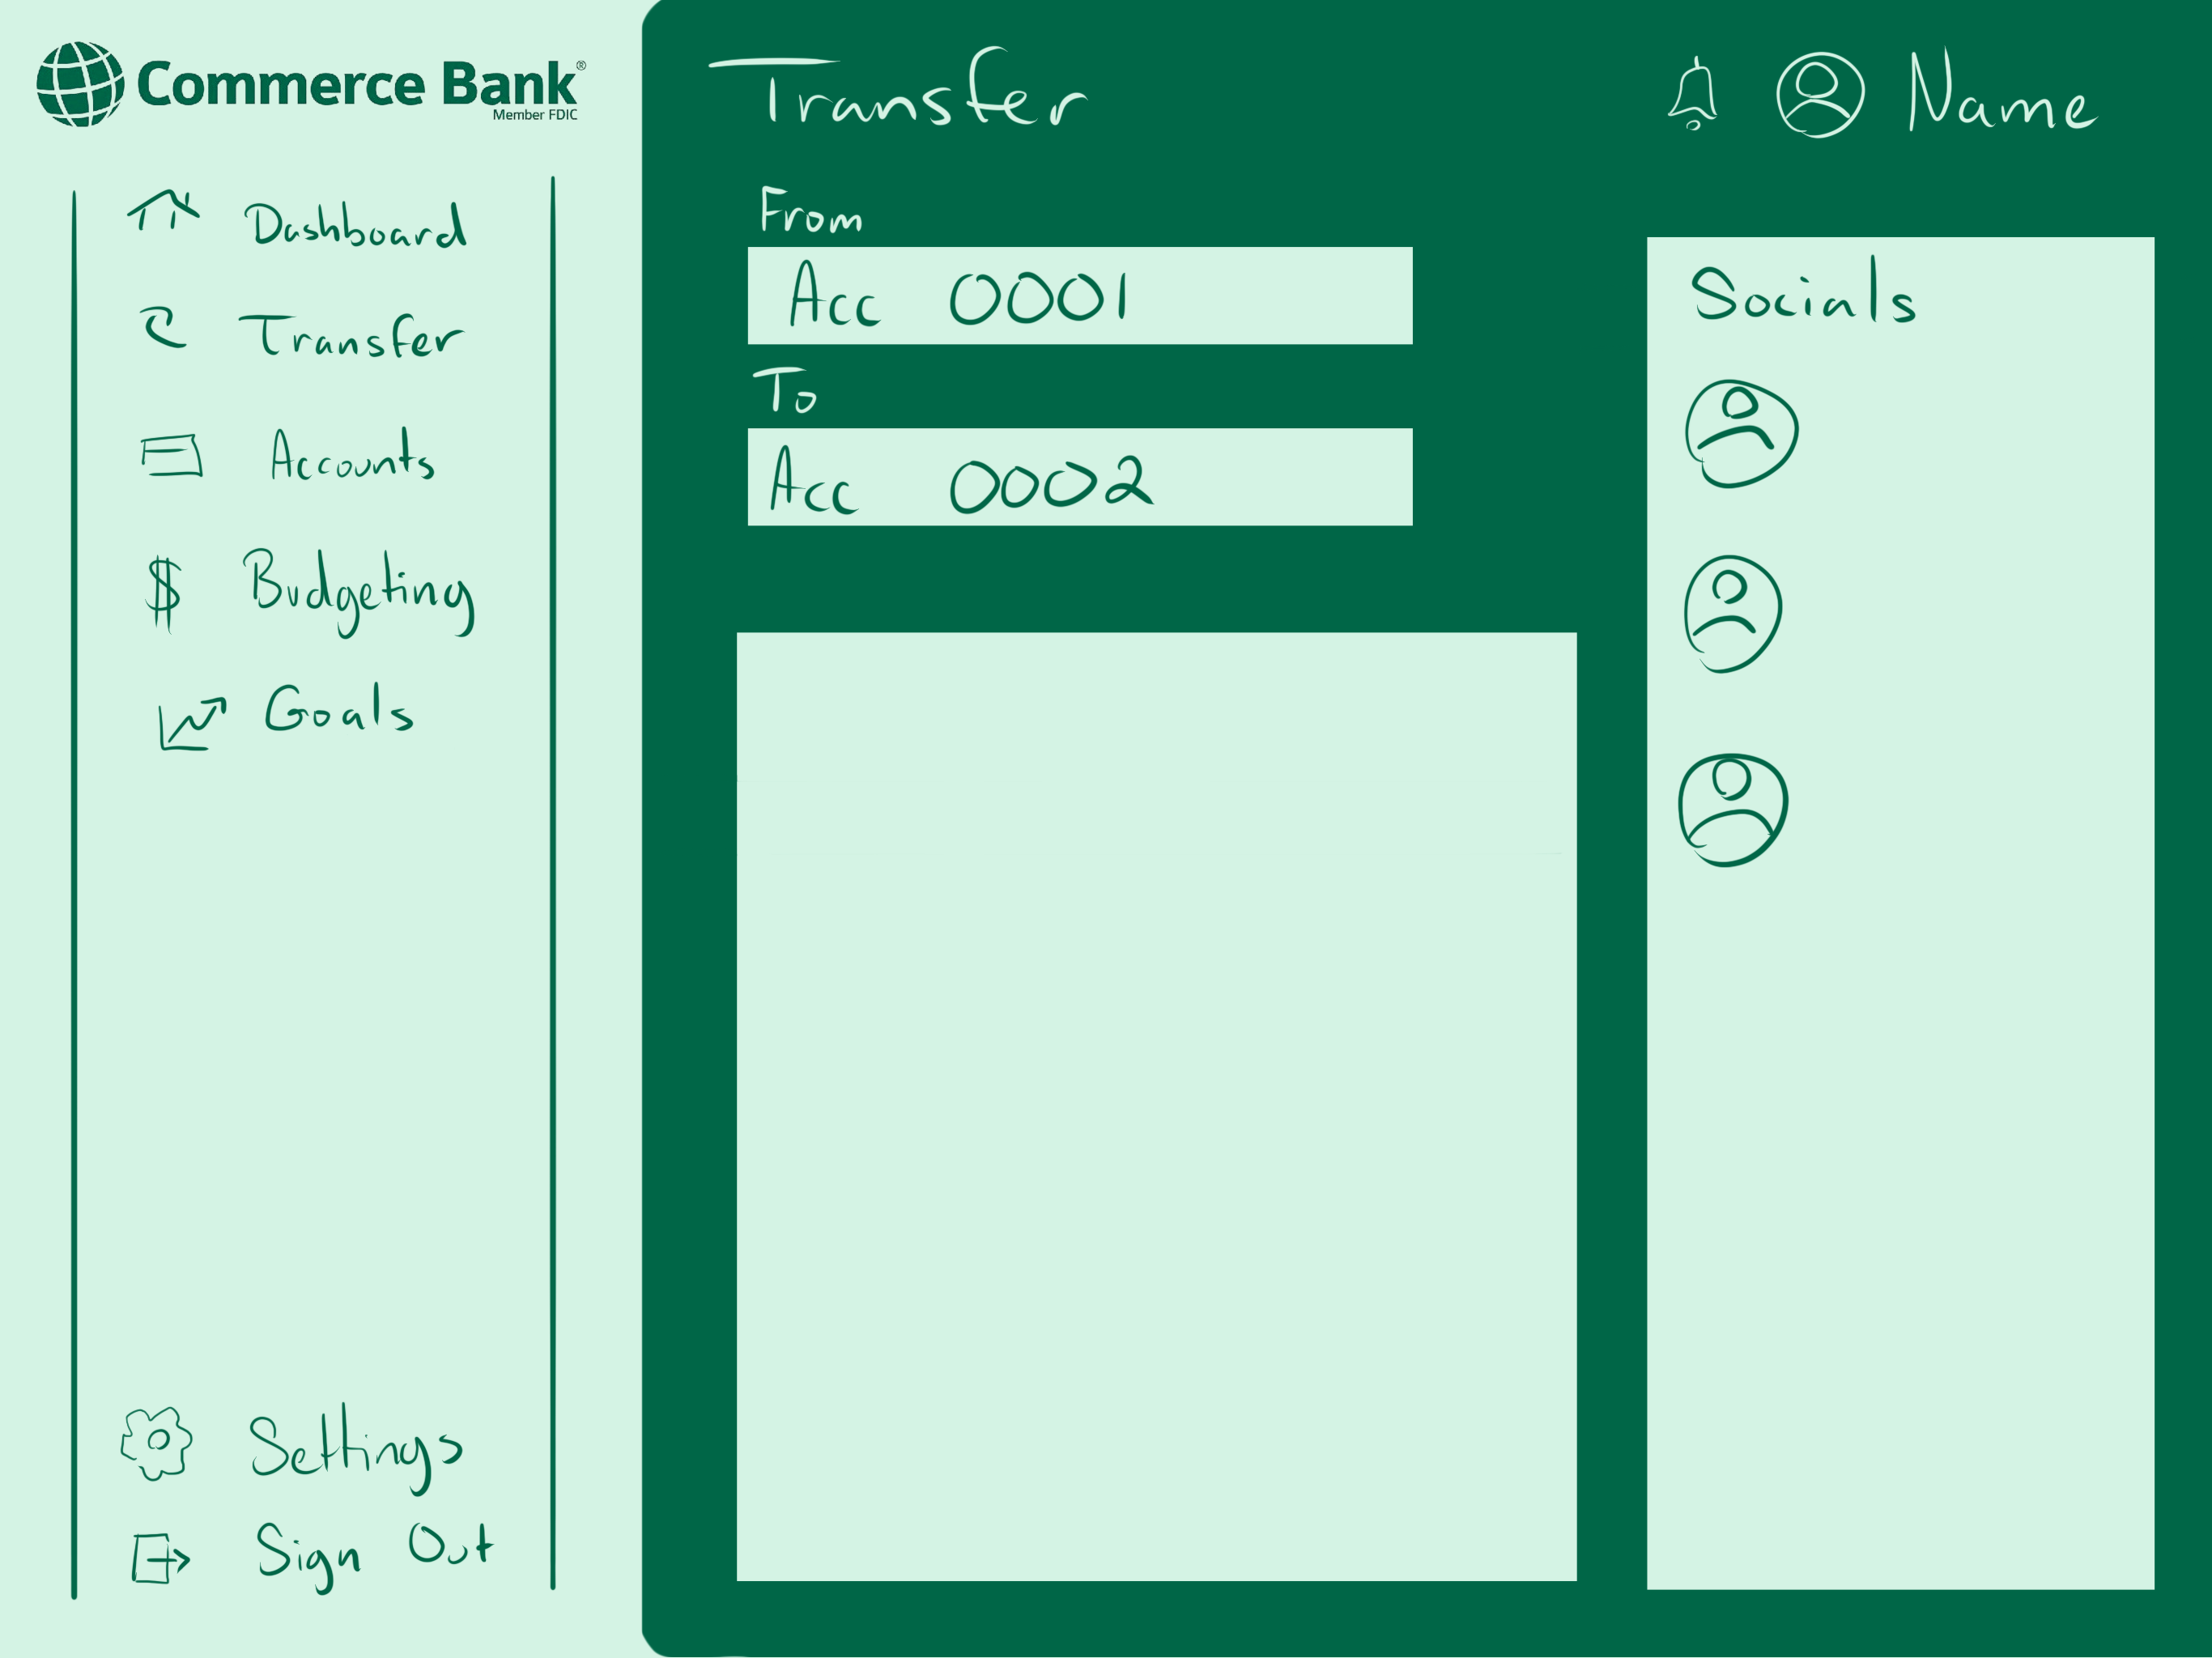 Commerce Bank®
Member FDIC
Dashboard
Transfer
Accounts
$ Budgeting
Goals
Settings
Sign Out
Transfer
Name
From
Acc 0001
To
Acc 0002
Socials